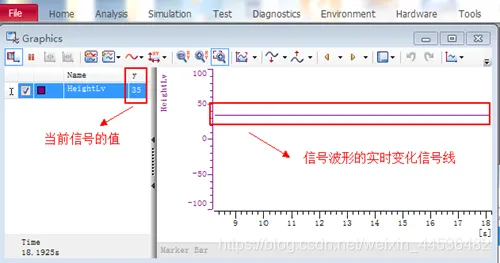 File Home Analysis Simulation Test Diagnostics Environment Hardware Tools
Graphics
Name y
HeightLv 35
当前信号的值
HeightLv
100
50
0
-50
-100
信号波形的实时变化信号线
9 10 11 12 13 14 15 16 17 18
[s]
Time
18.1925s
Marker Bar
https://blog.csdn.net/weixin_44536482